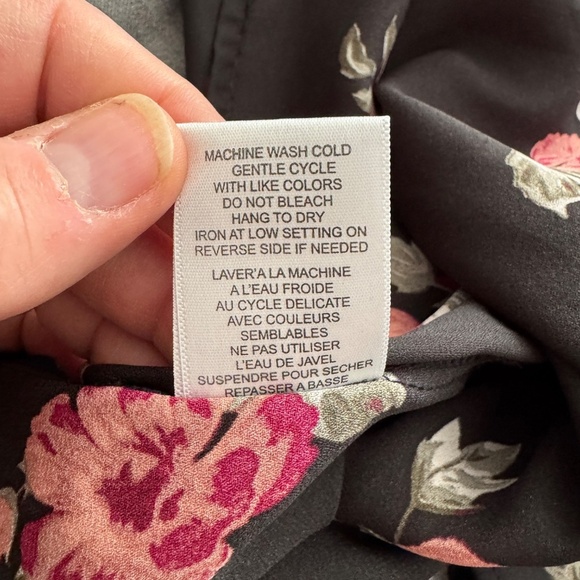 MACHINE WASH COLD
GENTLE CYCLE
WITH LIKE COLORS
DO NOT BLEACH
HANG TO DRY
IRON AT LOW SETTING ON
REVERSE SIDE IF NEEDED
LAVER'A LA MACHINE
A L'EAU FROIDE
AU CYCLE DELICATE
AVEC COULEURS
SEMBLABLES
NE PAS UTILISER
L'EAU DE JAVEL
SUSPENDRE POUR SECHER
REPASSER A BASSE